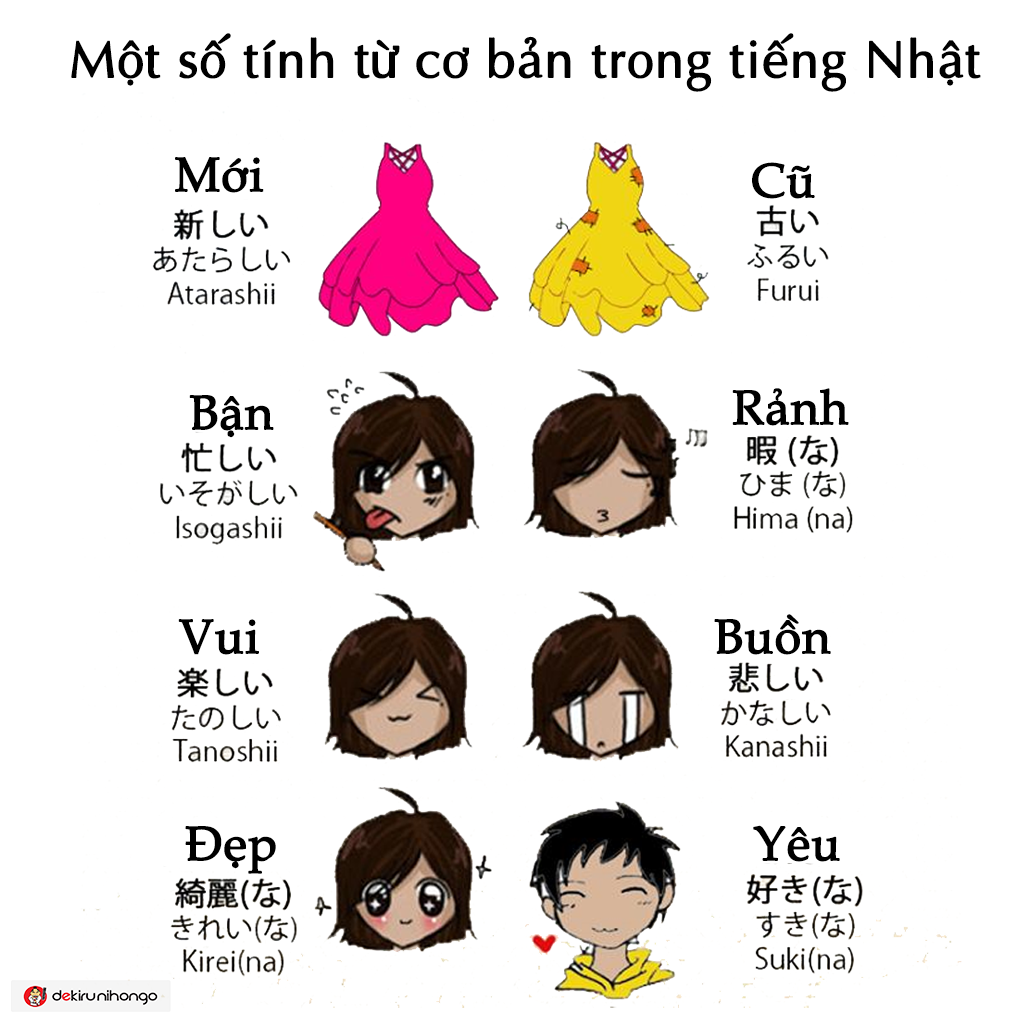 Một số tính từ cơ bản trong tiếng Nhật
Mới
新しい
あたらしい
Atarashii
Cũ
古い
ふるい
Furui
Bận
忙しい
いそがしい
Isogashii
Rảnh
暇 (な)
ひま (な)
Hima (na)
Vui
楽しい
たのしい
Tanoshii
Buồn
悲しい
かなしい
Kanashii
Đẹp
綺麗(な)
きれい(な)
Kirei(na)
Yêu
好き(な)
すき(な)
Suki(na)
dekirunihongo